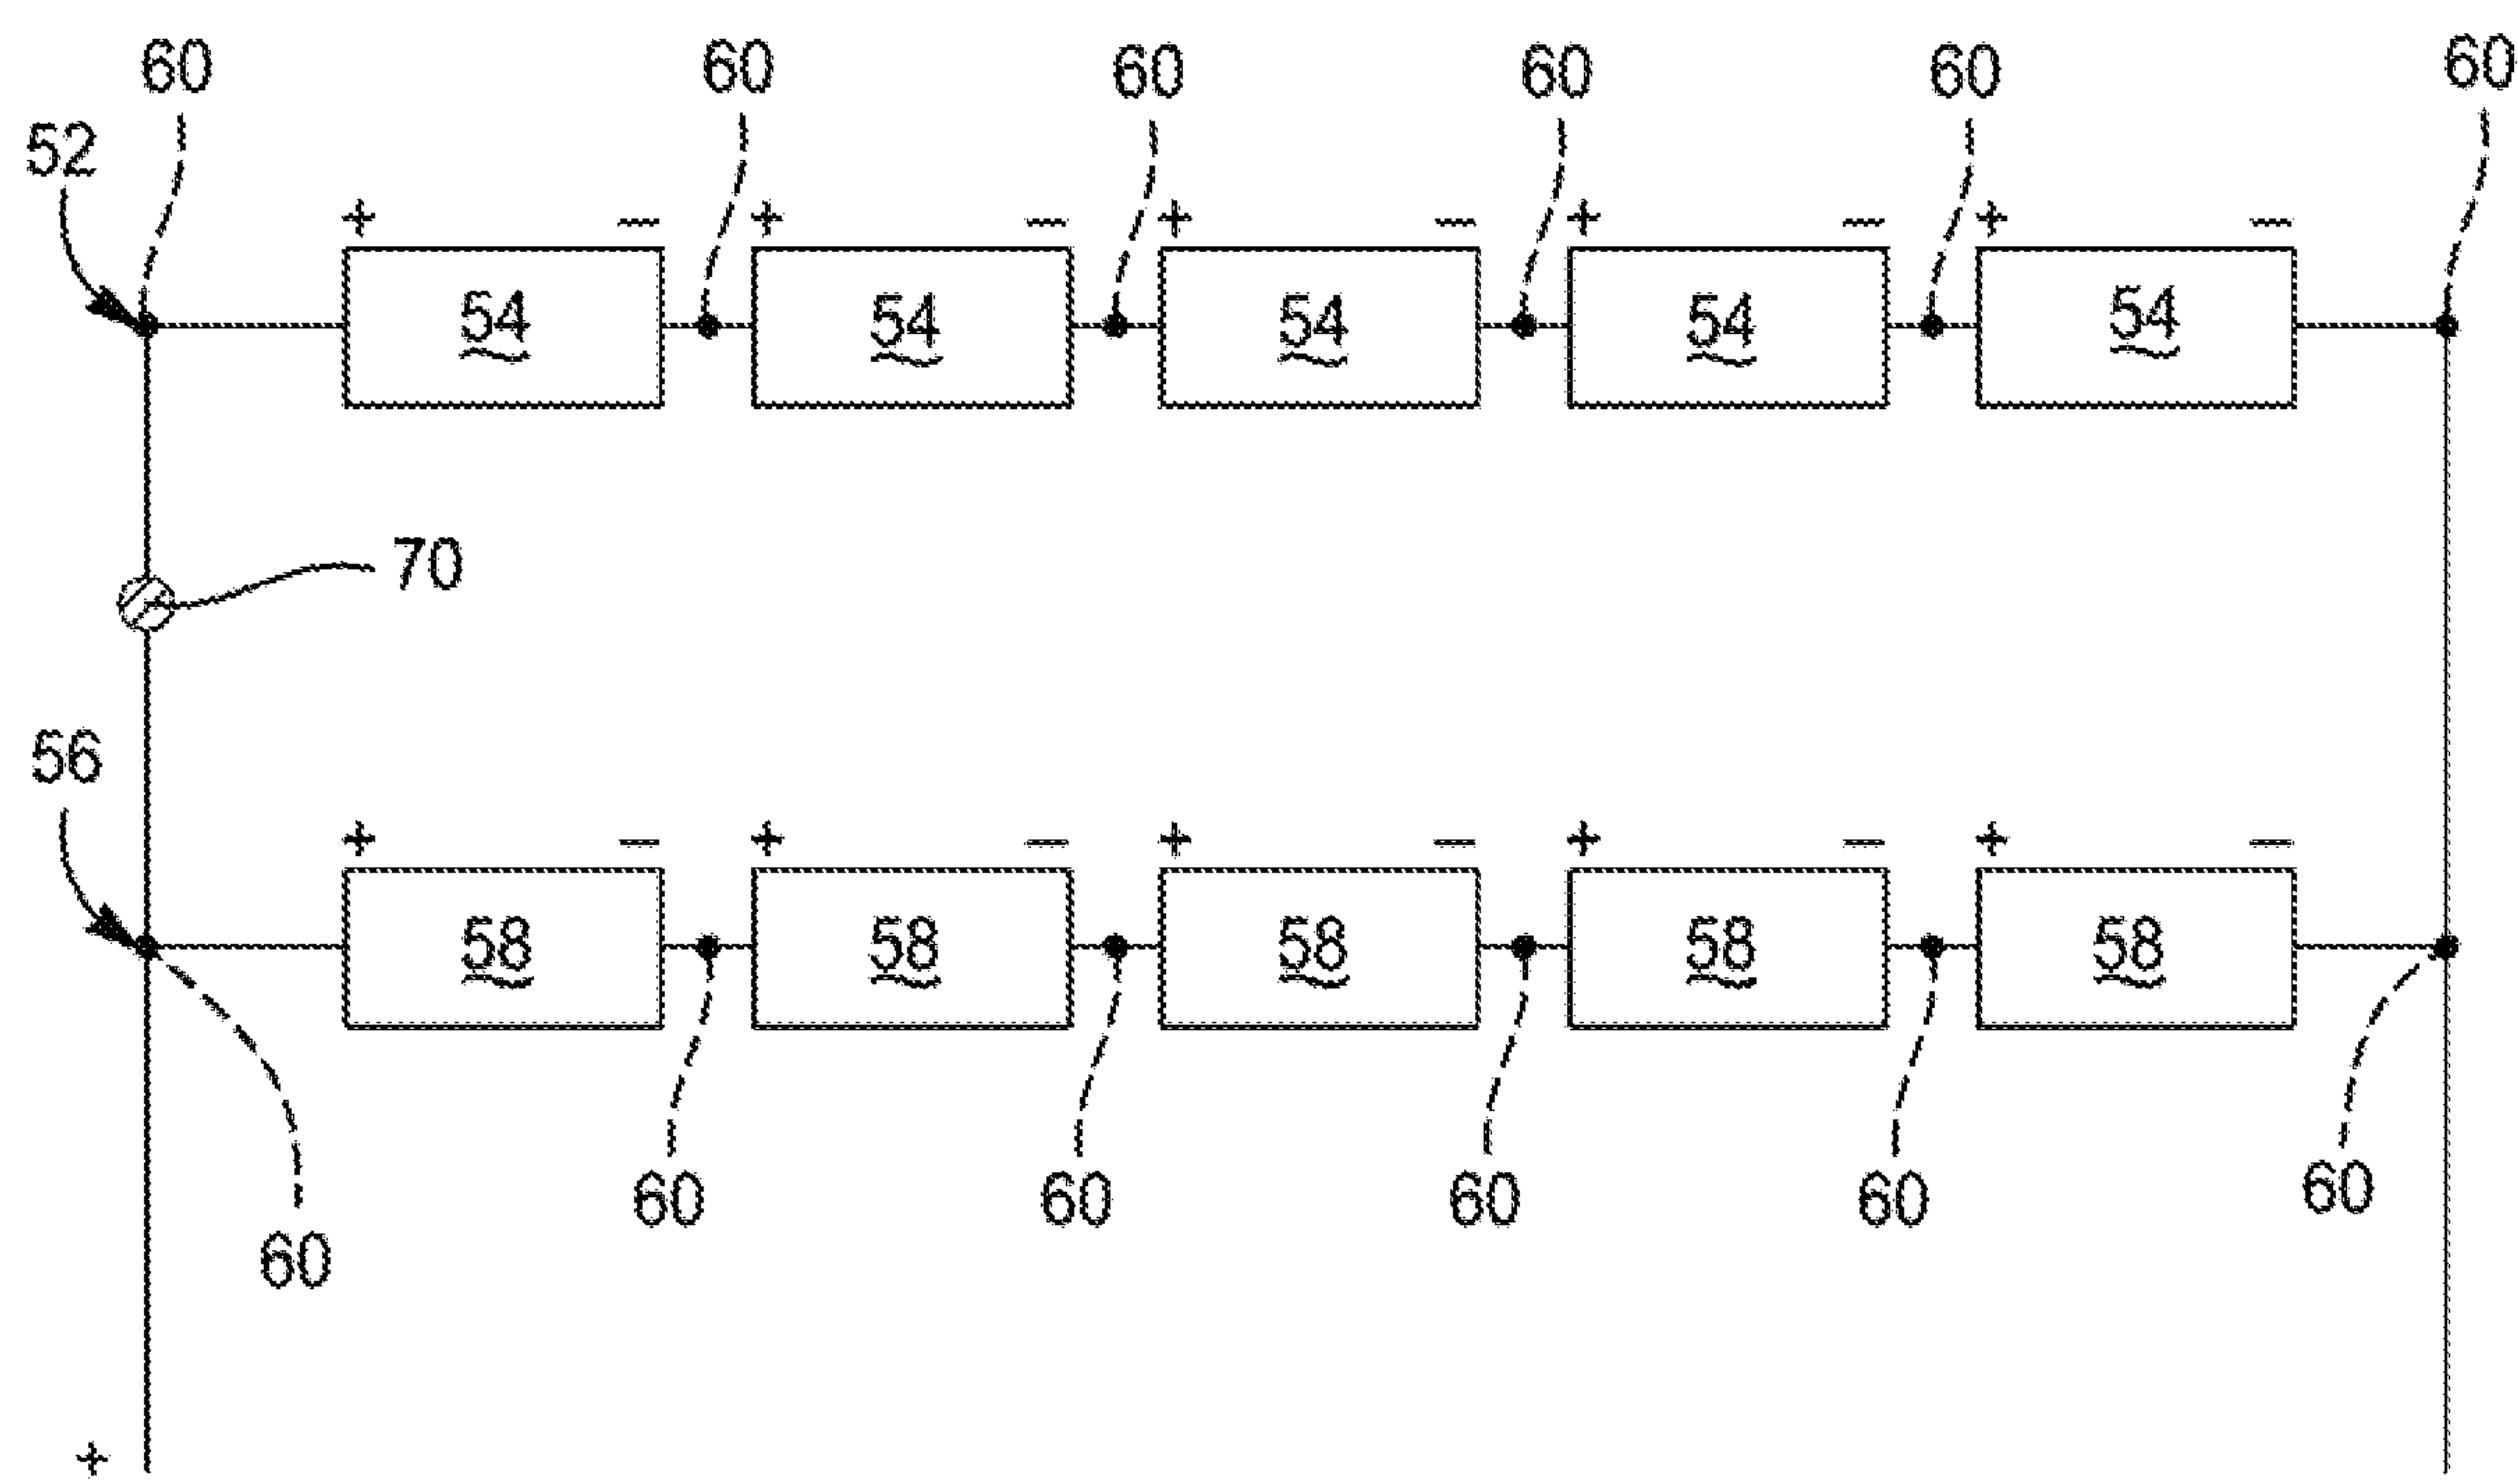 60 60 60 60 60 60
52
+ − + − + − + − + −
54 54 54 54 54
70
56
+ − + − + − + − + −
58 58 58 58 58
60 60 60 60 60
60
+